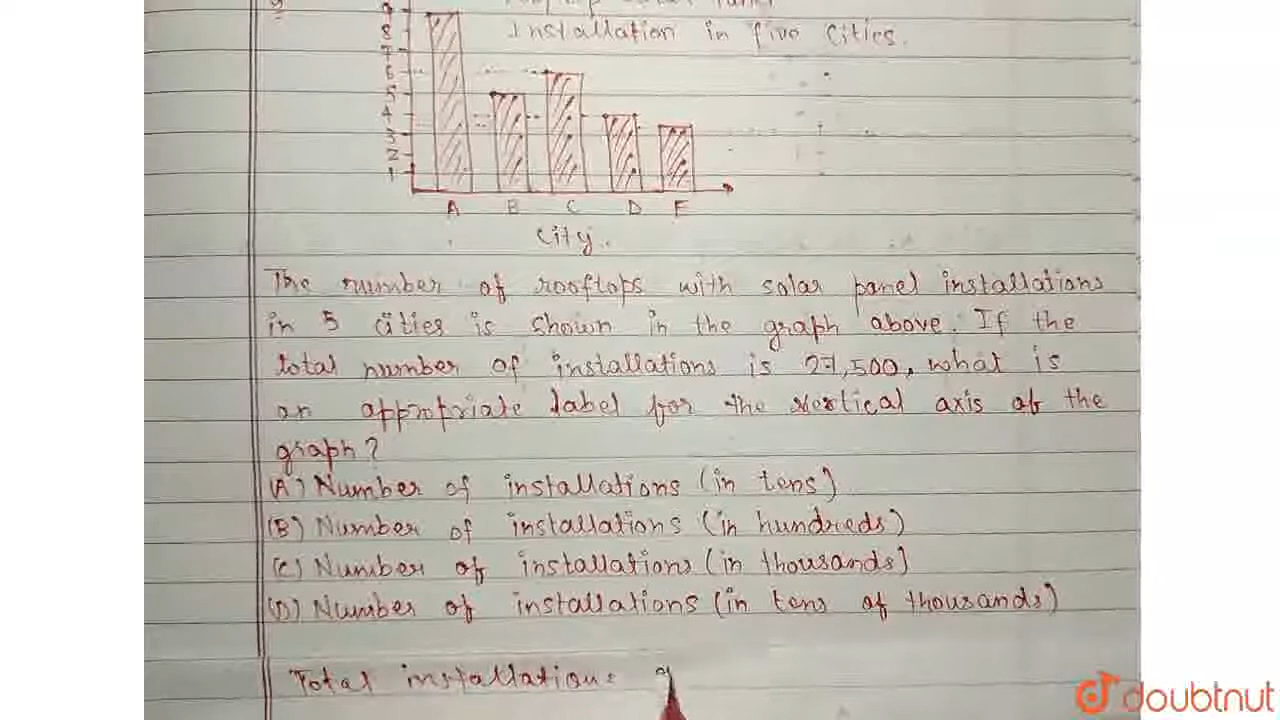 9
8
7
6
5
4
3
2
1
Installation in five Cities.
A B C D E
City.
The number of rooftops with solar panel installations
in 5 cities is shown in the graph above. If the
total number of installations is 27,500, what is
an appropriate label for the vertical axis of the
graph?
(A) Number of installations (in tens)
(B) Number of installations (in hundreds)
(C) Number of installations (in thousands)
(D) Number of installations (in tens of thousands)
Total installation=
doubtnut